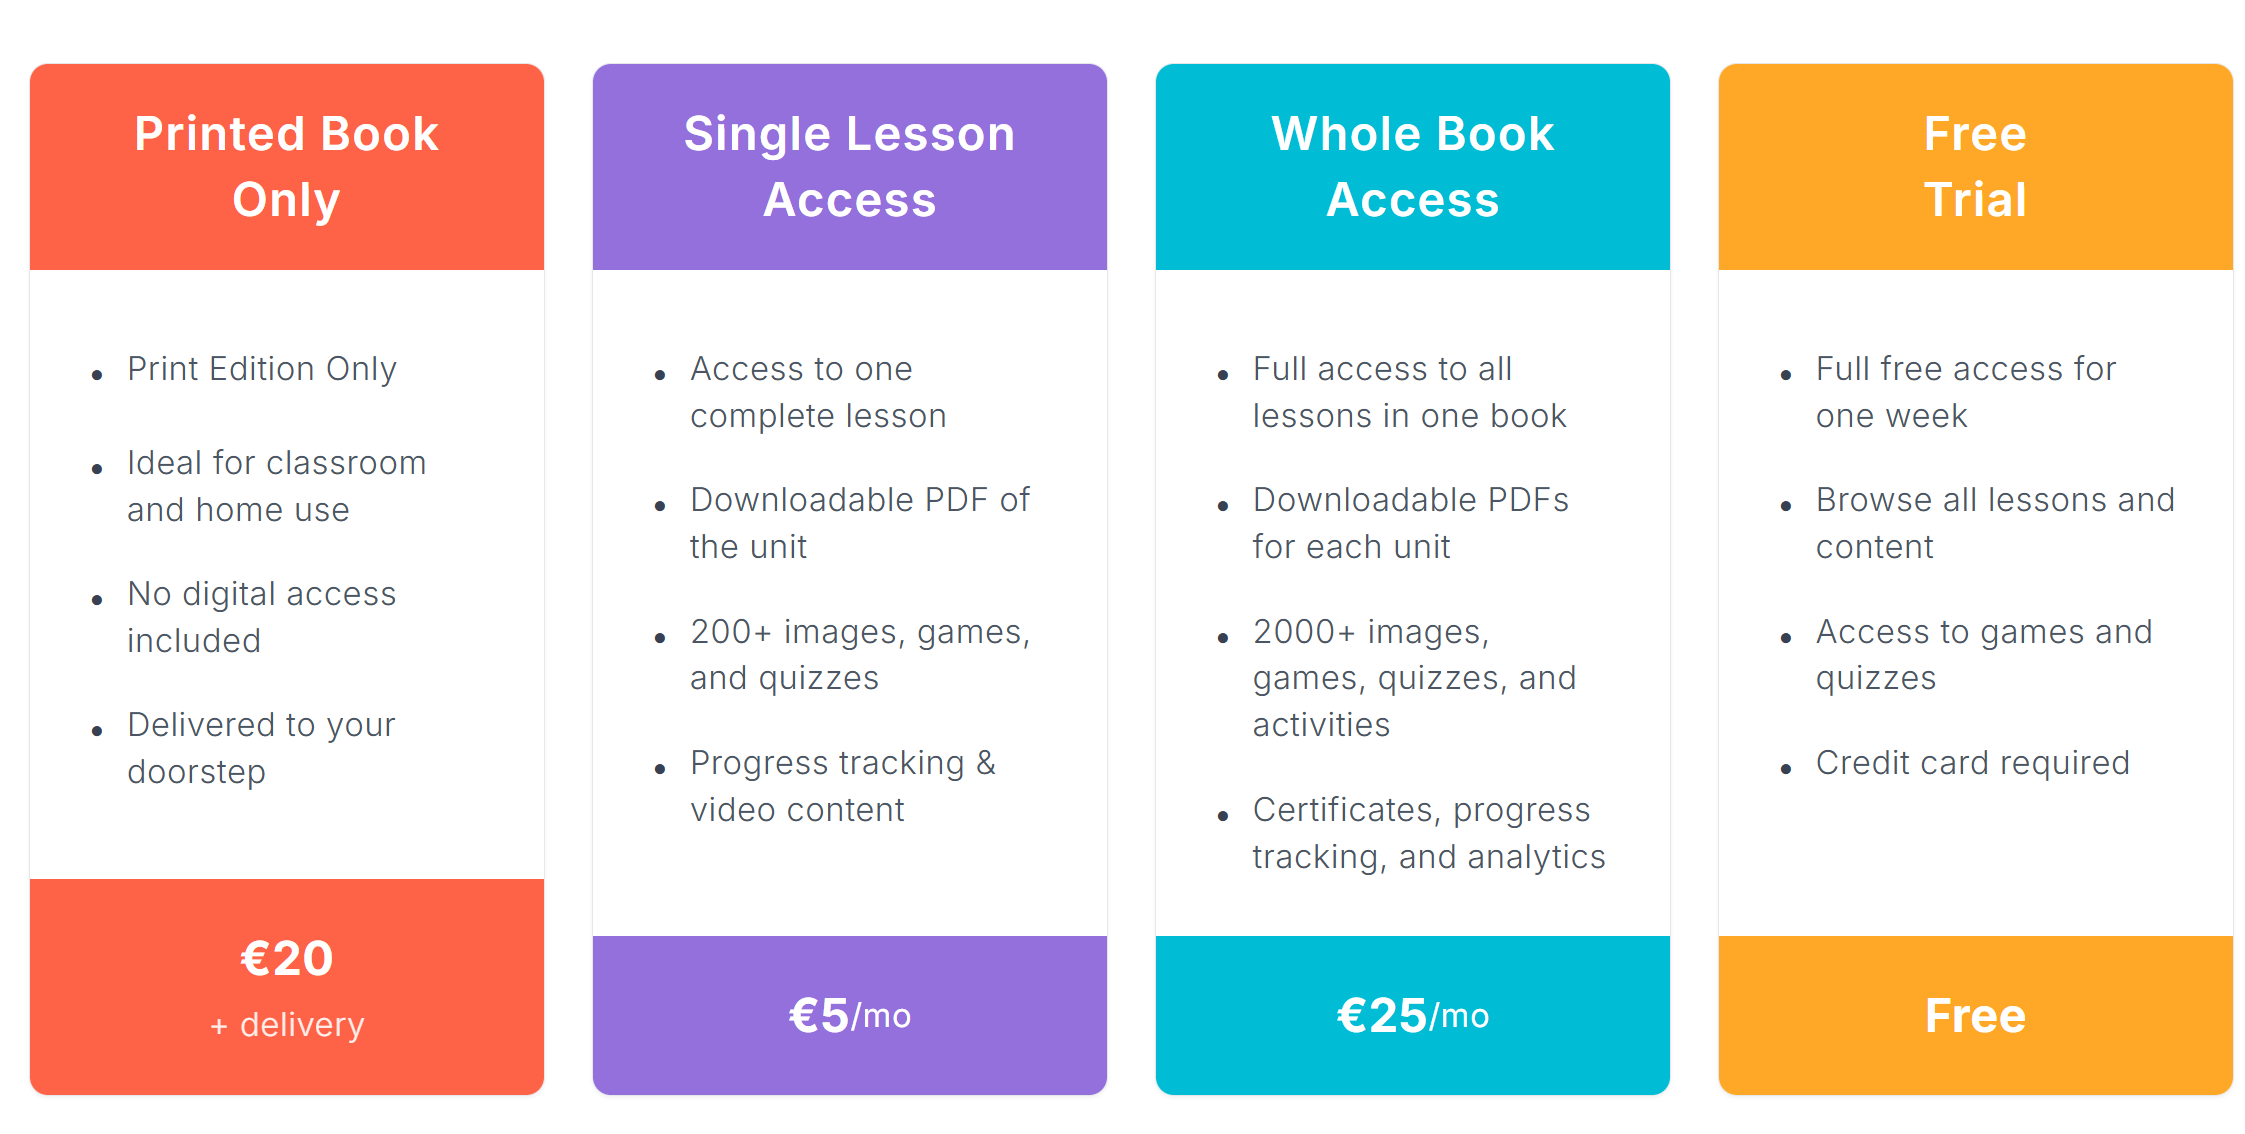 Printed Book
Only
• Print Edition Only
• Ideal for classroom
and home use
• No digital access
included
• Delivered to your
doorstep
€20
+ delivery
Single Lesson
Access
• Access to one
complete lesson
• Downloadable PDF of
the unit
• 200+ images, games,
and quizzes
• Progress tracking &
video content
€5/mo
Whole Book
Access
• Full access to all
lessons in one book
• Downloadable PDFs
for each unit
• 2000+ images,
games, quizzes, and
activities
• Certificates, progress
tracking, and analytics
€25/mo
Free
Trial
• Full free access for
one week
• Browse all lessons and
content
• Access to games and
quizzes
• Credit card required
Free